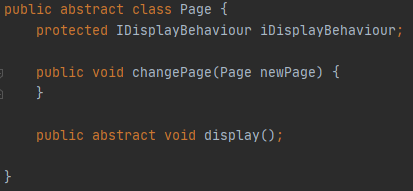 public abstract class Page {
    protected IDisplayBehaviour iDisplayBehaviour;
    public void changePage(Page newPage) {
    }
    public abstract void display();
}